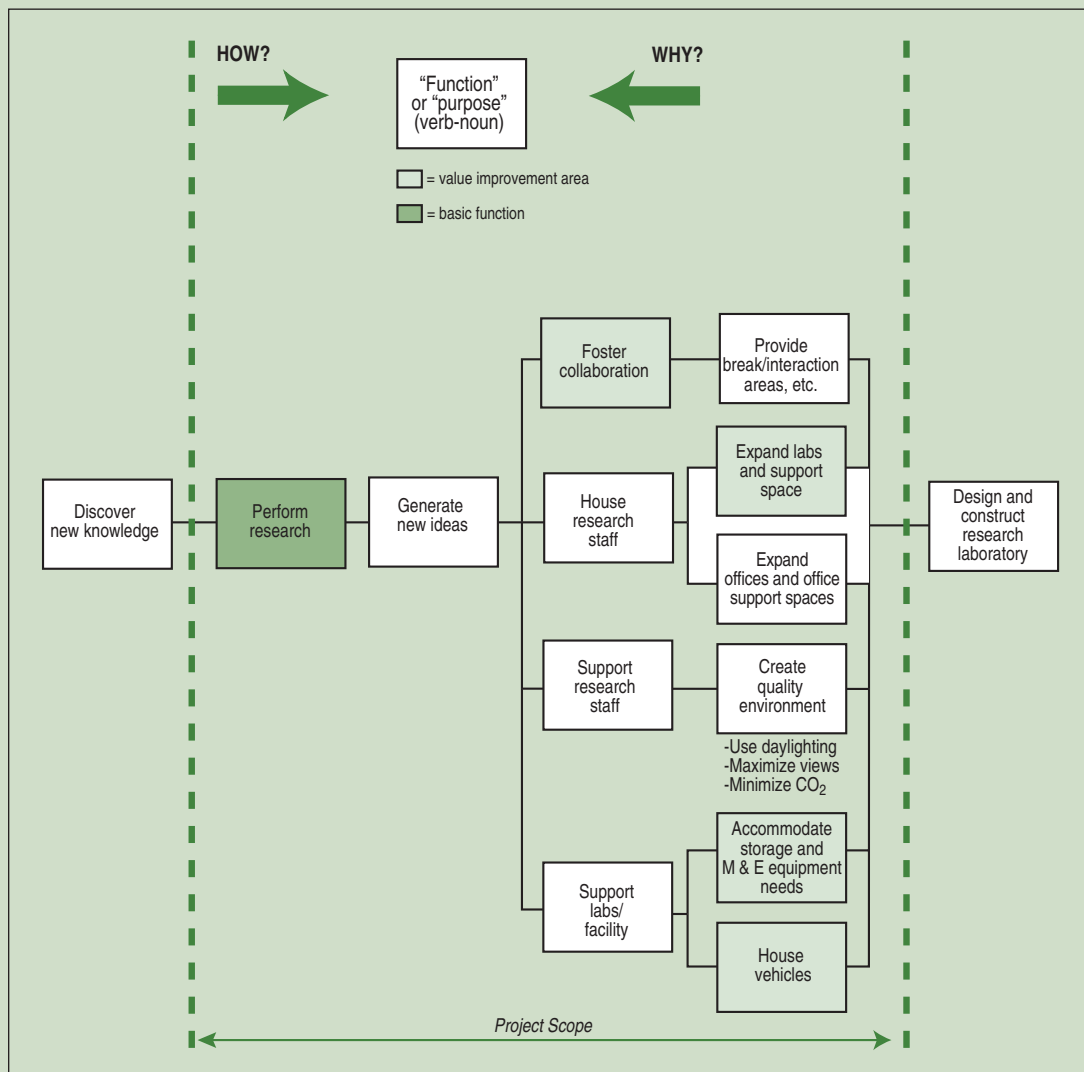 HOW?
WHY?
“Function”
or “purpose”
(verb-noun)
= value improvement area
= basic function
Discover
new knowledge
Perform
research
Generate
new ideas
Foster
collaboration
Provide
break/interaction
areas, etc.
House
research
staff
Expand labs
and support
space
Expand
offices and office
support spaces
Support
research
staff
Create
quality
environment
-Use daylighting
-Maximize views
-Minimize CO₂
Support
labs/
facility
Accommodate
storage and
M & E equipment
needs
House
vehicles
Design and
construct
research
laboratory
Project Scope